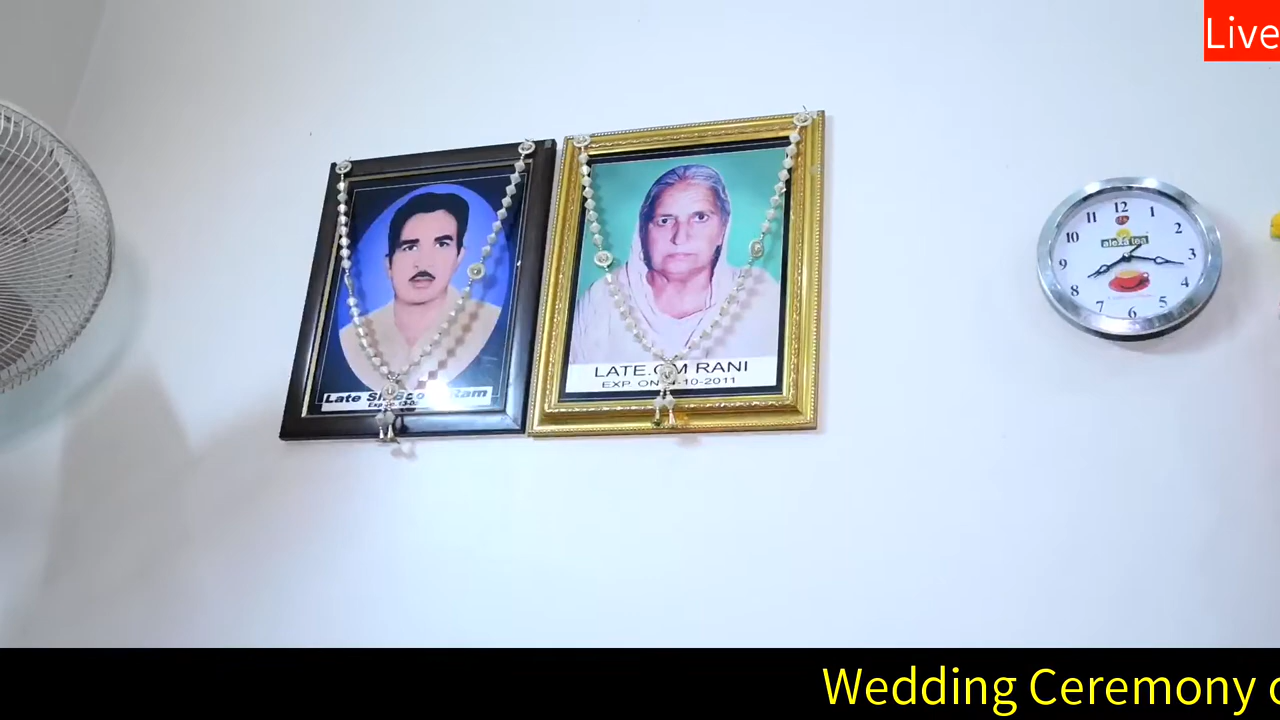 Live
LATE. OM RANI
EXP. ON -10-2011
Late Ram
12
1
2
3
4
5
6
7
8
9
10
11
alexa tea
Wedding Ceremony